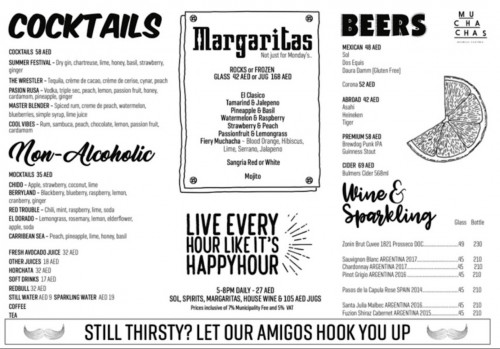 COCKTAILS
COCKTAILS 58 AED
SUMMER FESTIVAL - Dry gin, chartreuse, lime, honey, basil, strawberry,
ginger
THE WRESTLER - Tequila, crème de cacao, crème de cerise, cynar, peach
PASION RUSA - Vodka, triple sec, peach, lemon, passion fruit, honey,
cardamom, pineapple, ginger
MASTER BLENDER - Spiced rum, creme de peach, watermelon,
blueberries, simple syrup, lime juice
COOL VIBES - Rum, sambuca, peach, chocolate, lemon, passion fruit,
cardamom
Non-Alcoholic
MOCKTAILS 35 AED
CHIDO - Apple, strawberry, coconut, lime
BERRYLAND - Blackberry, blueberry, raspberry, lemon,
cranberry, ginger
RED TROUBLE - Chili, mint, raspberry, lime, soda
EL DORADO - Lemongrass, rosemary, lemon, elderflower,
apple, soda
CARRIBEAN SEA - Peach, pineapple, lime, honey, basil
FRESH AVOCADO JUICE 32 AED
OTHER JUICES 18 AED
HORCHATA 32 AED
SOFT DRINKS 17 AED
REDBULL 32 AED
STILL WATER AED 9 SPARKLING WATER AED 19
COFFEE
TEA
Margaritas
Not just for Monday's.
ROCKS or FROZEN
GLASS 42 AED or JUG 168 AED
El Clasico
Tamarind & Jalepeno
Pineapple & Basil
Watermelon & Raspberry
Strawberry & Peach
Passionfruit & Lemongrass
Fiery Muchacha - Blood Orange, Hibiscus,
Lime, Serrano, Jalapeno
Sangria Red or White
Mojito
LIVE EVERY
HOUR LIKE IT'S
HAPPYHOUR
5-8PM DAILY - 27 AED
SOL, SPIRITS, MARGARITAS, HOUSE WINE & 105 AED JUGS
Prices inclusive of 7% Municipality Fee and 5% VAT
BEERS
MEXICAN 48 AED
Sol
Dos Equis
Daura Damm [Gluten Free]
Corona 52 AED
ABROAD 42 AED
Asahi
Heineken
Tiger
PREMIUM 58 AED
Brewdog Punk IPA
Guinness Stout
CIDER 69 AED
Bulmers Cider 568ml
MU
CHA
CHAS
Wine &
Sparkling
Glass Bottle
Zonin Brut Cuvee 1821 Prosecco DOC 49 230
Sauvignon Blanc ARGENTINA 2017 45 210
Chardonnay ARGENTINA 2017 45 210
Pinot Grigio ARGENTINA 2016 45 210
Pasos de la Capula Rose SPAIN 2014 45 210
Santa Julia Malbec ARGENTINA 2016 45 210
Fuzion Shiraz Cabernet ARGENTINA 2015 45 210
STILL THIRSTY? LET OUR AMIGOS HOOK YOU UP